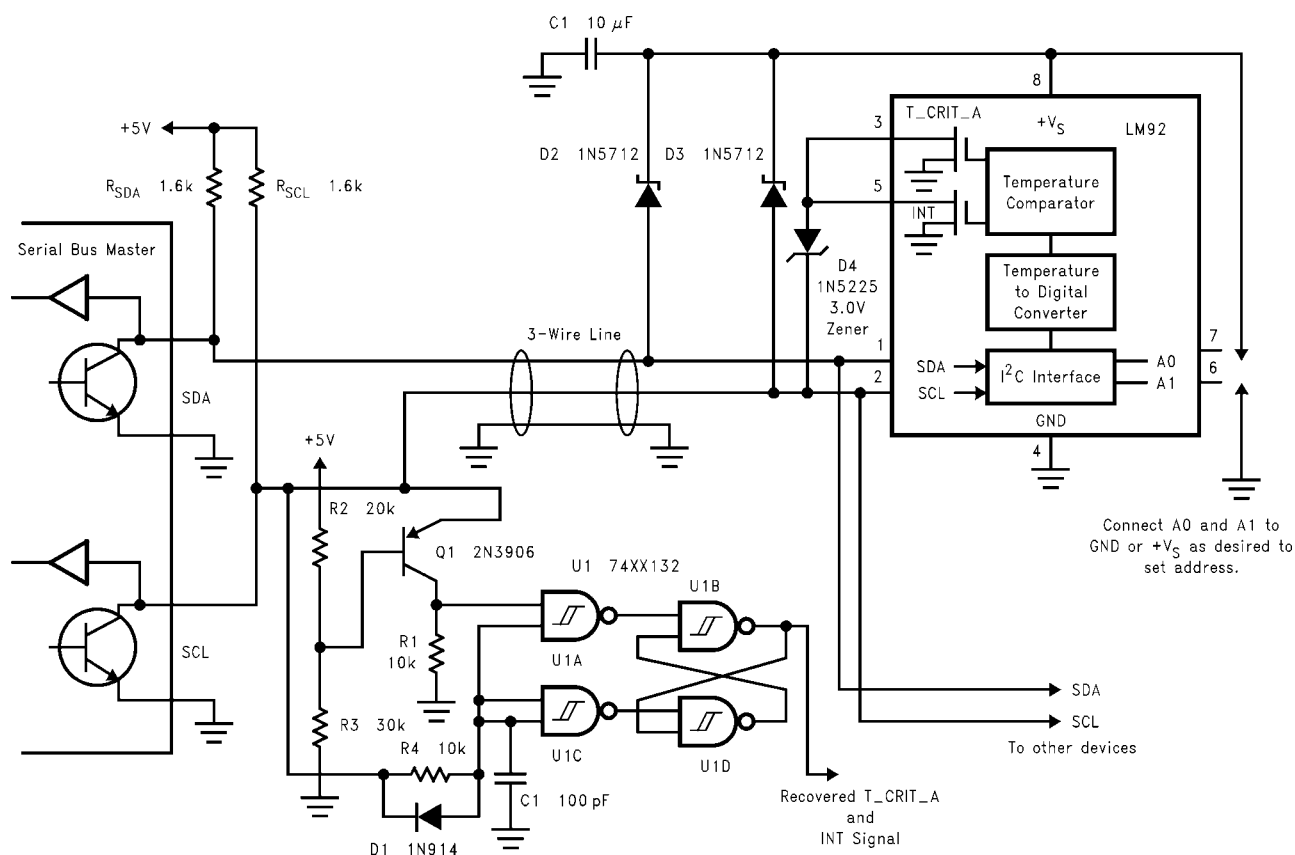 C1 10 μF
8
+5V
3
T_CRIT_A
+VS
LM92
D2 1N5712
D3 1N5712
RSDA 1.6k
RSCL 1.6k
5
INT
Temperature
Comparator
Serial Bus Master
D4
1N5225
3.0V
Zener
Temperature
to Digital
Converter
3-Wire Line
1
7
SDA
I2C Interface
A0
2
6
SCL
A1
SDA
GND
+5V
4
R2 20k
Q1 2N3906
Connect A0 and A1 to
GND or +VS as desired to
set address.
U1 74XX132
U1B
R1
10k
U1A
SCL
SDA
R3 30k
SCL
R4 10k
U1C
U1D
To other devices
C1 100pF
Recovered T_CRIT_A
and
INT Signal
D1 1N914